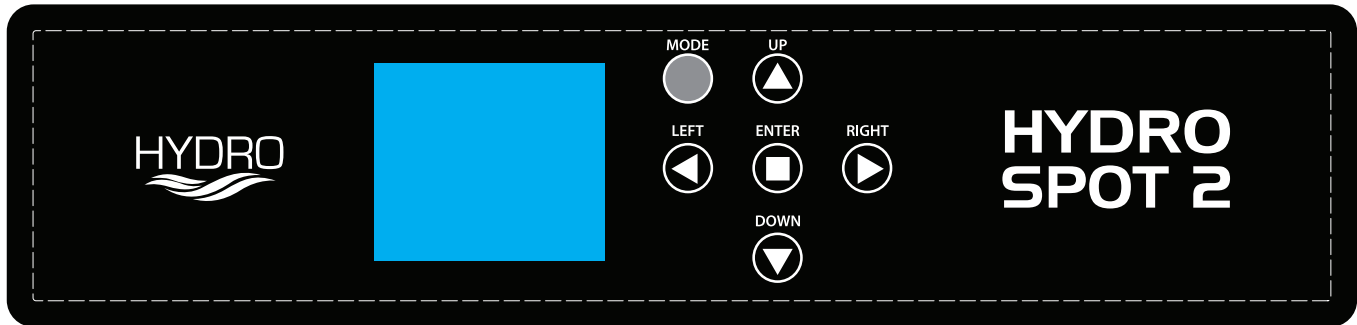 HYDRO
MODE UP
LEFT ENTER RIGHT
DOWN
HYDRO
SPOT 2